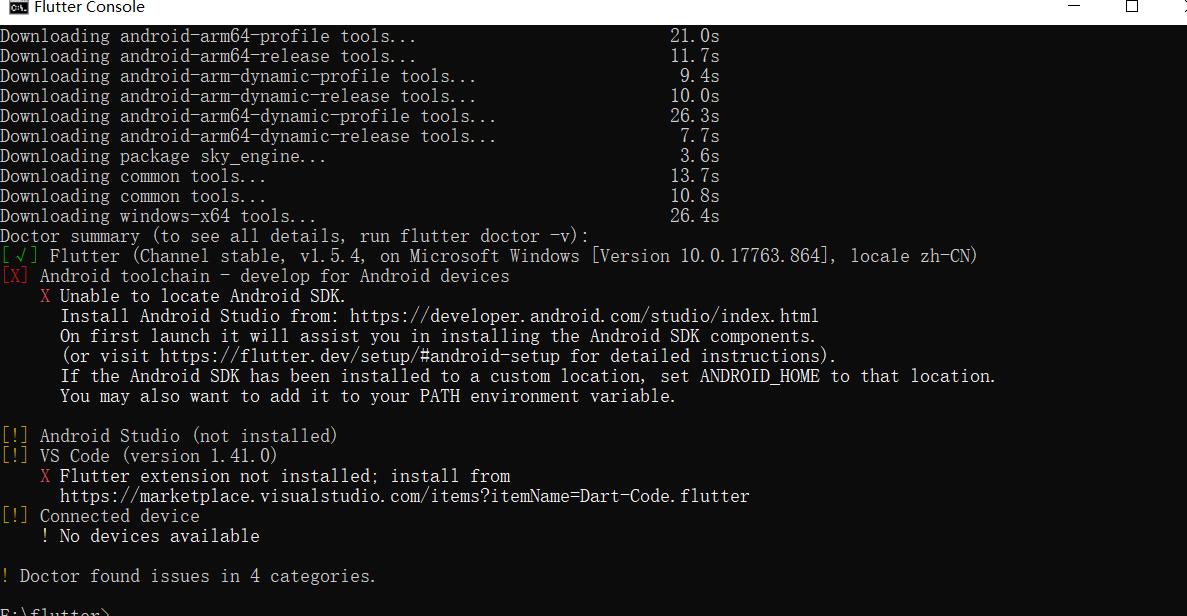 Flutter Console
Downloading android-arm64-profile tools... 21.0s
Downloading android-arm64-release tools... 11.7s
Downloading android-arm-dynamic-profile tools... 9.4s
Downloading android-arm-dynamic-release tools... 10.0s
Downloading android-arm64-dynamic-profile tools... 26.3s
Downloading android-arm64-dynamic-release tools... 7.7s
Downloading package sky_engine... 3.6s
Downloading common tools... 13.7s
Downloading common tools... 10.8s
Downloading windows-x64 tools... 26.4s
Doctor summary (to see all details, run flutter doctor -v):
[√] Flutter (Channel stable, v1.5.4, on Microsoft Windows [Version 10.0.17763.864], locale zh-CN)
[X] Android toolchain - develop for Android devices
X Unable to locate Android SDK.
Install Android Studio from: https://developer.android.com/studio/index.html
On first launch it will assist you in installing the Android SDK components.
(or visit https://flutter.dev/setup/#android-setup for detailed instructions).
If the Android SDK has been installed to a custom location, set ANDROID_HOME to that location.
You may also want to add it to your PATH environment variable.
[!] Android Studio (not installed)
[!] VS Code (version 1.41.0)
X Flutter extension not installed; install from
https://marketplace.visualstudio.com/items?itemName=Dart-Code.flutter
[!] Connected device
! No devices available
! Doctor found issues in 4 categories.
E:\flutter>